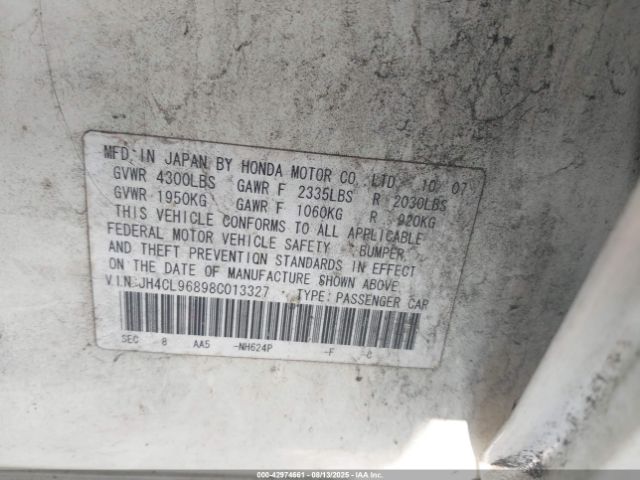 MFD. IN JAPAN BY HONDA MOTOR CO., LTD. 10/07
GVWR 4300LBS GAWR F 2335LBS R 2030LBS
GVWR 1950KG GAWR F 1060KG R 920KG
THIS VEHICLE CONFORMS TO ALL APPLICABLE
FEDERAL MOTOR VEHICLE SAFETY, BUMPER,
AND THEFT PREVENTION STANDARDS IN EFFECT
ON THE DATE OF MANUFACTURE SHOWN ABOVE.
V.I.N: JH4CL96898C013327 TYPE: PASSENGER CAR
SEC 8 AA5 -NH624P -F -C
000-42974661 - 08/13/2025 - IAAI.COM